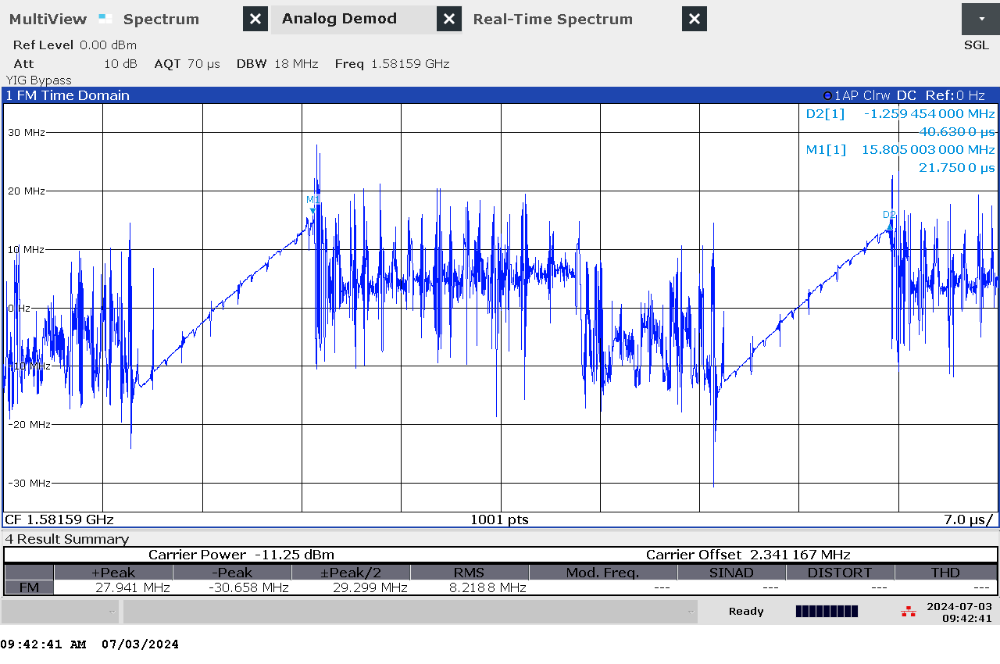 MultiView Spectrum Analog Demod Real-Time Spectrum
Ref Level 0.00 dBm SGL
Att 10 dB AQT 70 µs DBW 18 MHz Freq 1.58159 GHz
YIG Bypass
1 FM Time Domain 1AP Clrw DC Ref:0 Hz
D2[1] -1.259 454 000 MHz
40.630 0 µs
M1[1] 15.805 003 000 MHz
21.750 0 µs
30 MHz
20 MHz
M1
D2
10 MHz
0 Hz
-10 MHz
-20 MHz
-30 MHz
CF 1.58159 GHz 1001 pts 7.0 µs/
4 Result Summary
Carrier Power -11.25 dBm Carrier Offset 2.341 167 MHz
+Peak -Peak ±Peak/2 RMS Mod. Freq. SINAD DISTORT THD
FM 27.941 MHz -30.658 MHz 29.299 MHz 8.218 8 MHz --- --- --- ---
Ready 2024-07-03
09:42:41
09:42:41 AM 07/03/2024